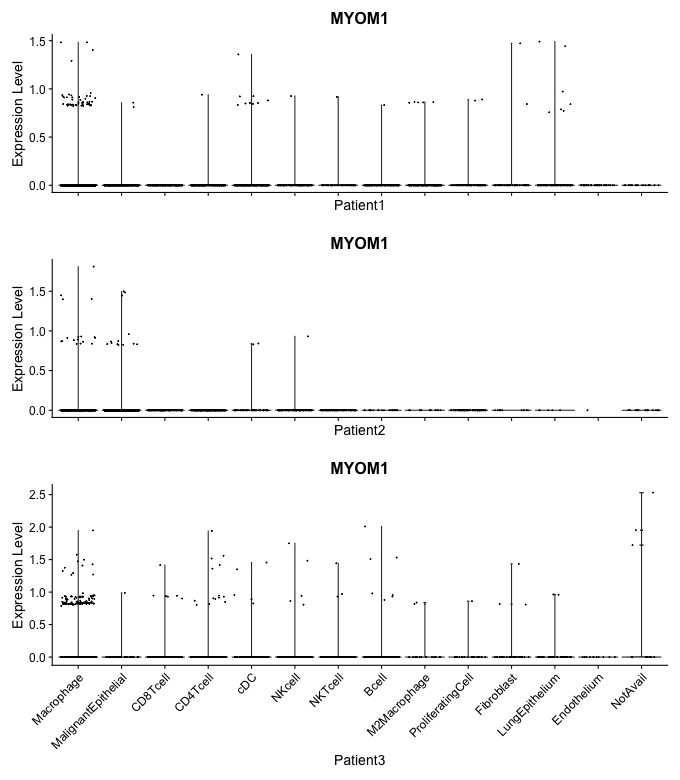 MYOM1
Expression Level
1.5
1.0
0.5
0.0
Patient1
MYOM1
Expression Level
1.5
1.0
0.5
0.0
Patient2
MYOM1
Expression Level
2.5
2.0
1.5
1.0
0.5
0.0
Macrophage
MalignantEpithelial
CD8Tcell
CD4Tcell
cDC
NKcell
NKTcell
Bcell
M2Macrophage
ProliferatingCell
Fibroblast
LungEpithelium
Endothelium
NotAvail
Patient3